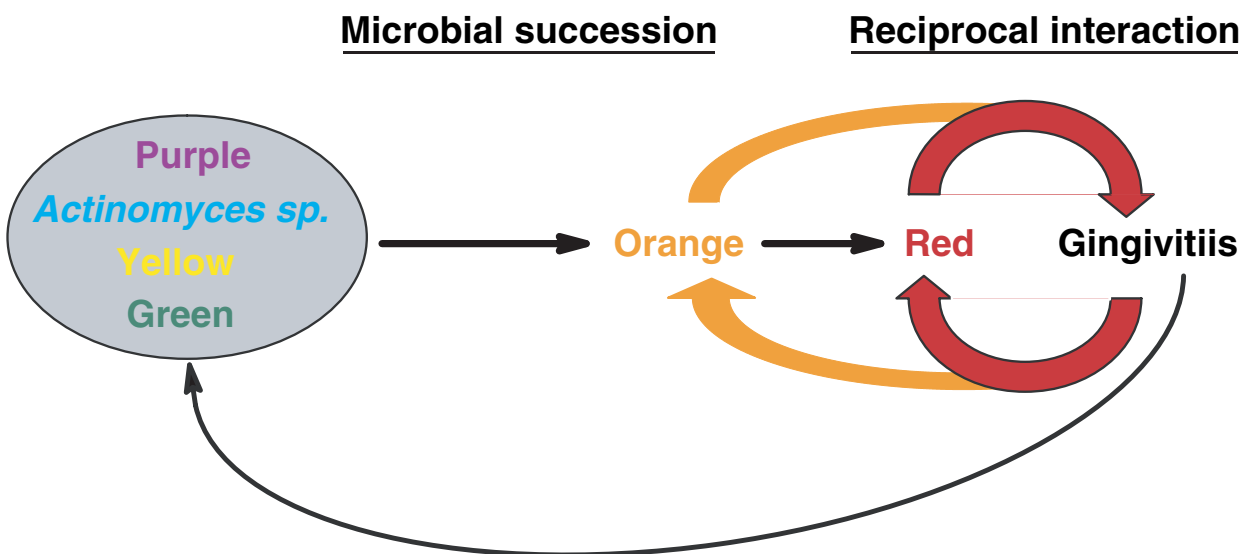 Microbial succession
Reciprocal interaction
Purple
Actinomyces sp.
Yellow
Green
Orange
Red
Gingivitiis